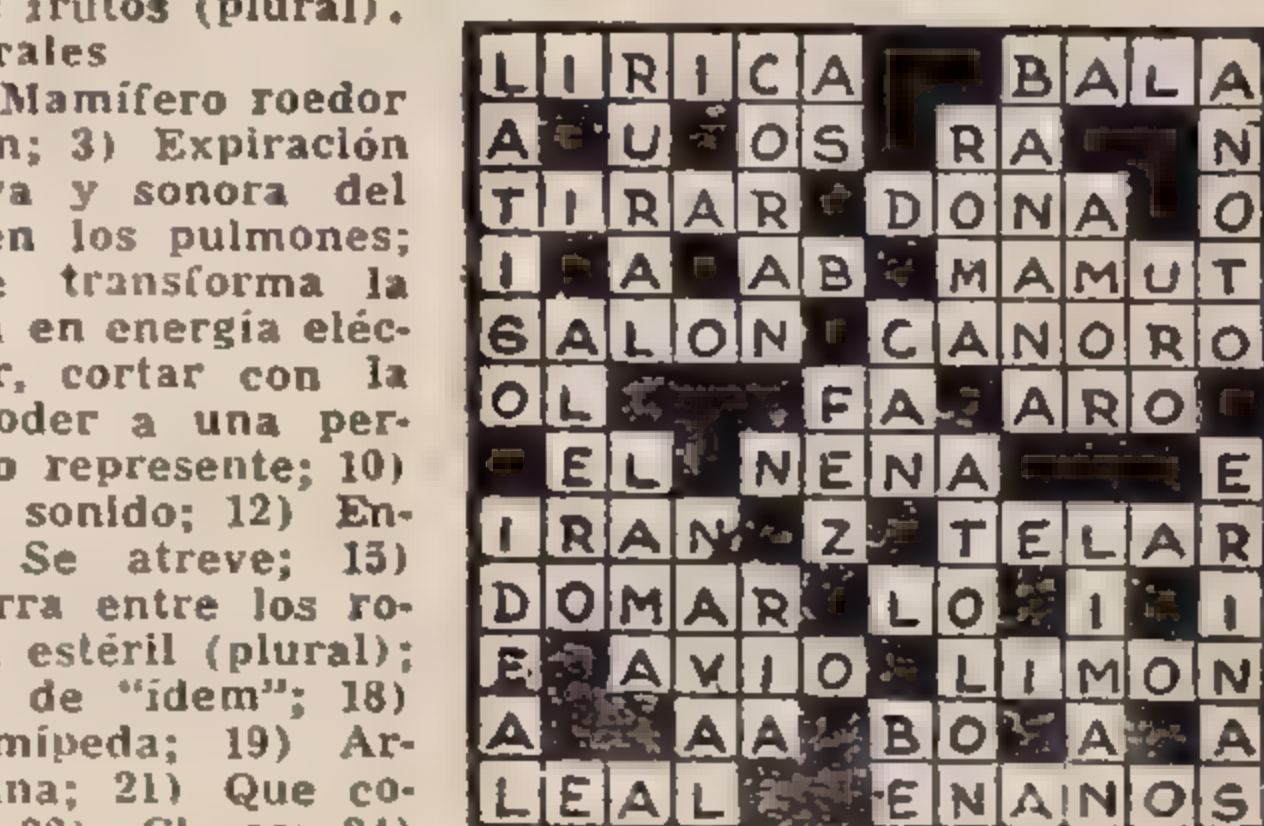 frutos (plural).
rales
Mamífero roedor
n; 3) Expiración
va y sonora del
en los pulmones;
e transforma la
en energía eléc-
r, cortar con la
oder a una per-
o represente; 10)
sonido; 12) En-
Se atreve; 15)
rra entre los ro-
estéril (plural);
de "ídem"; 18)
mípeda; 19) Ar-
na; 21) Que co-
LIRICA BALA
A U OS RA N
TIRAR DONA O
I A AB MAMUT
GALON CANORO
OL FA ARO
EL NENA E
IRAN Z TELAR
DOMAR LO I I
E AVIO LIMON
A AA BO A A
LEAL ENANOS